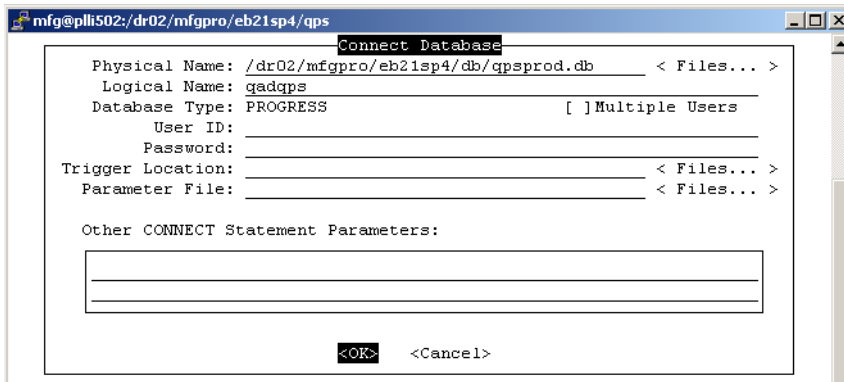 mfg@plli502:/dr02/mfgpro/eb21sp4/qps
Connect Database
Physical Name: /dr02/mfgpro/eb21sp4/db/qpsprod.db < Files... >
Logical Name: qadqps
Database Type: PROGRESS [ ]Multiple Users
User ID:
Password:
Trigger Location: < Files... >
Parameter File: < Files... >
Other CONNECT Statement Parameters:
<OK> <Cancel>